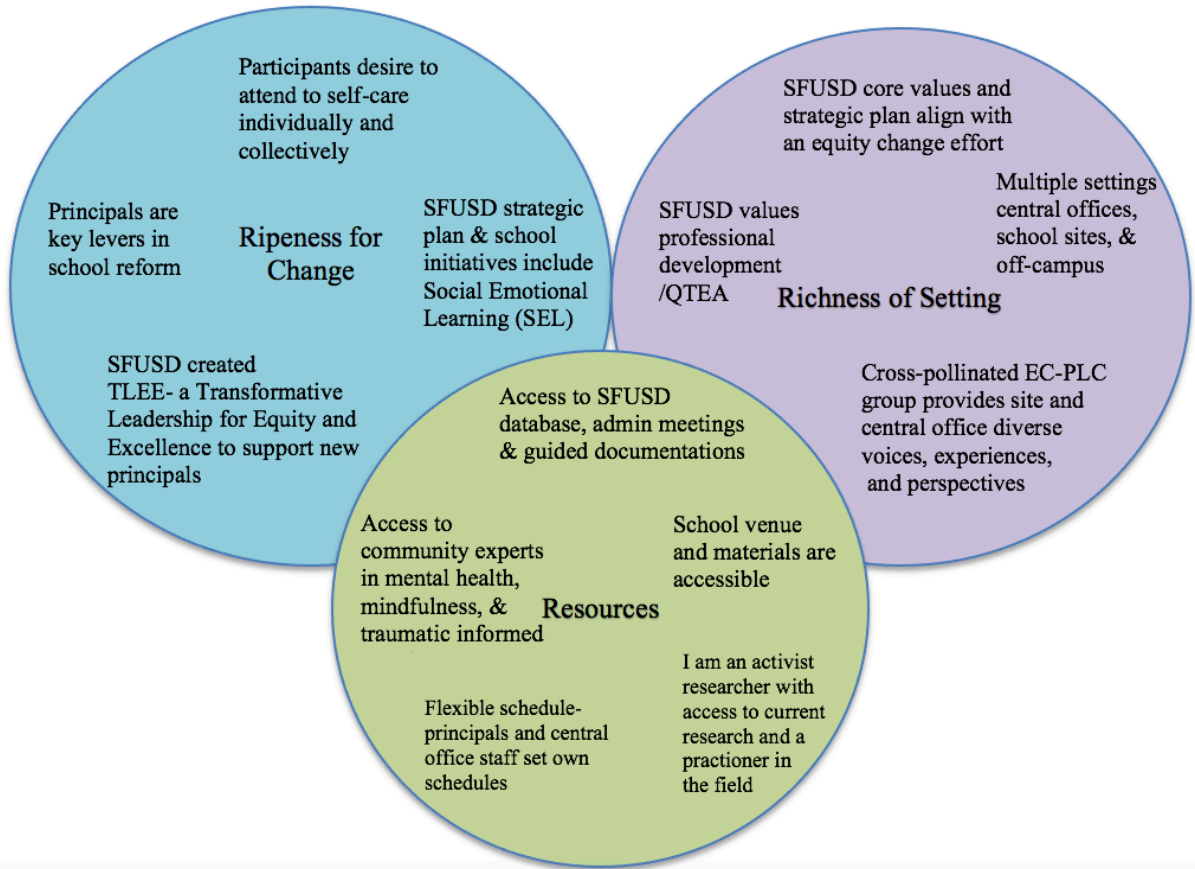 Participants desire to
attend to self-care
individually and
collectively
Principals are
key levers in
school reform
Ripeness for
Change
SFUSD strategic
plan & school
initiatives include
Social Emotional
Learning (SEL)
SFUSD created
TLEE- a Transformative
Leadership for Equity and
Excellence to support new
principals
SFUSD core values and
strategic plan align with
an equity change effort
SFUSD values
professional
development
/QTEA
Multiple settings
central offices,
school sites, &
off-campus
Richness of Setting
Cross-pollinated EC-PLC
group provides site and
central office diverse
voices, experiences,
and perspectives
Access to SFUSD
database, admin meetings
& guided documentations
Access to
community experts
in mental health,
mindfulness, &
traumatic informed
School venue
and materials are
accessible
Resources
Flexible schedule-
principals and central
office staff set own
schedules
I am an activist
researcher with
access to current
research and a
practioner in
the field